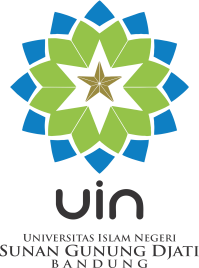 uin
UNIVERSITAS ISLAM NEGERI
SUNAN GUNUNG DJATI
BANDUNG